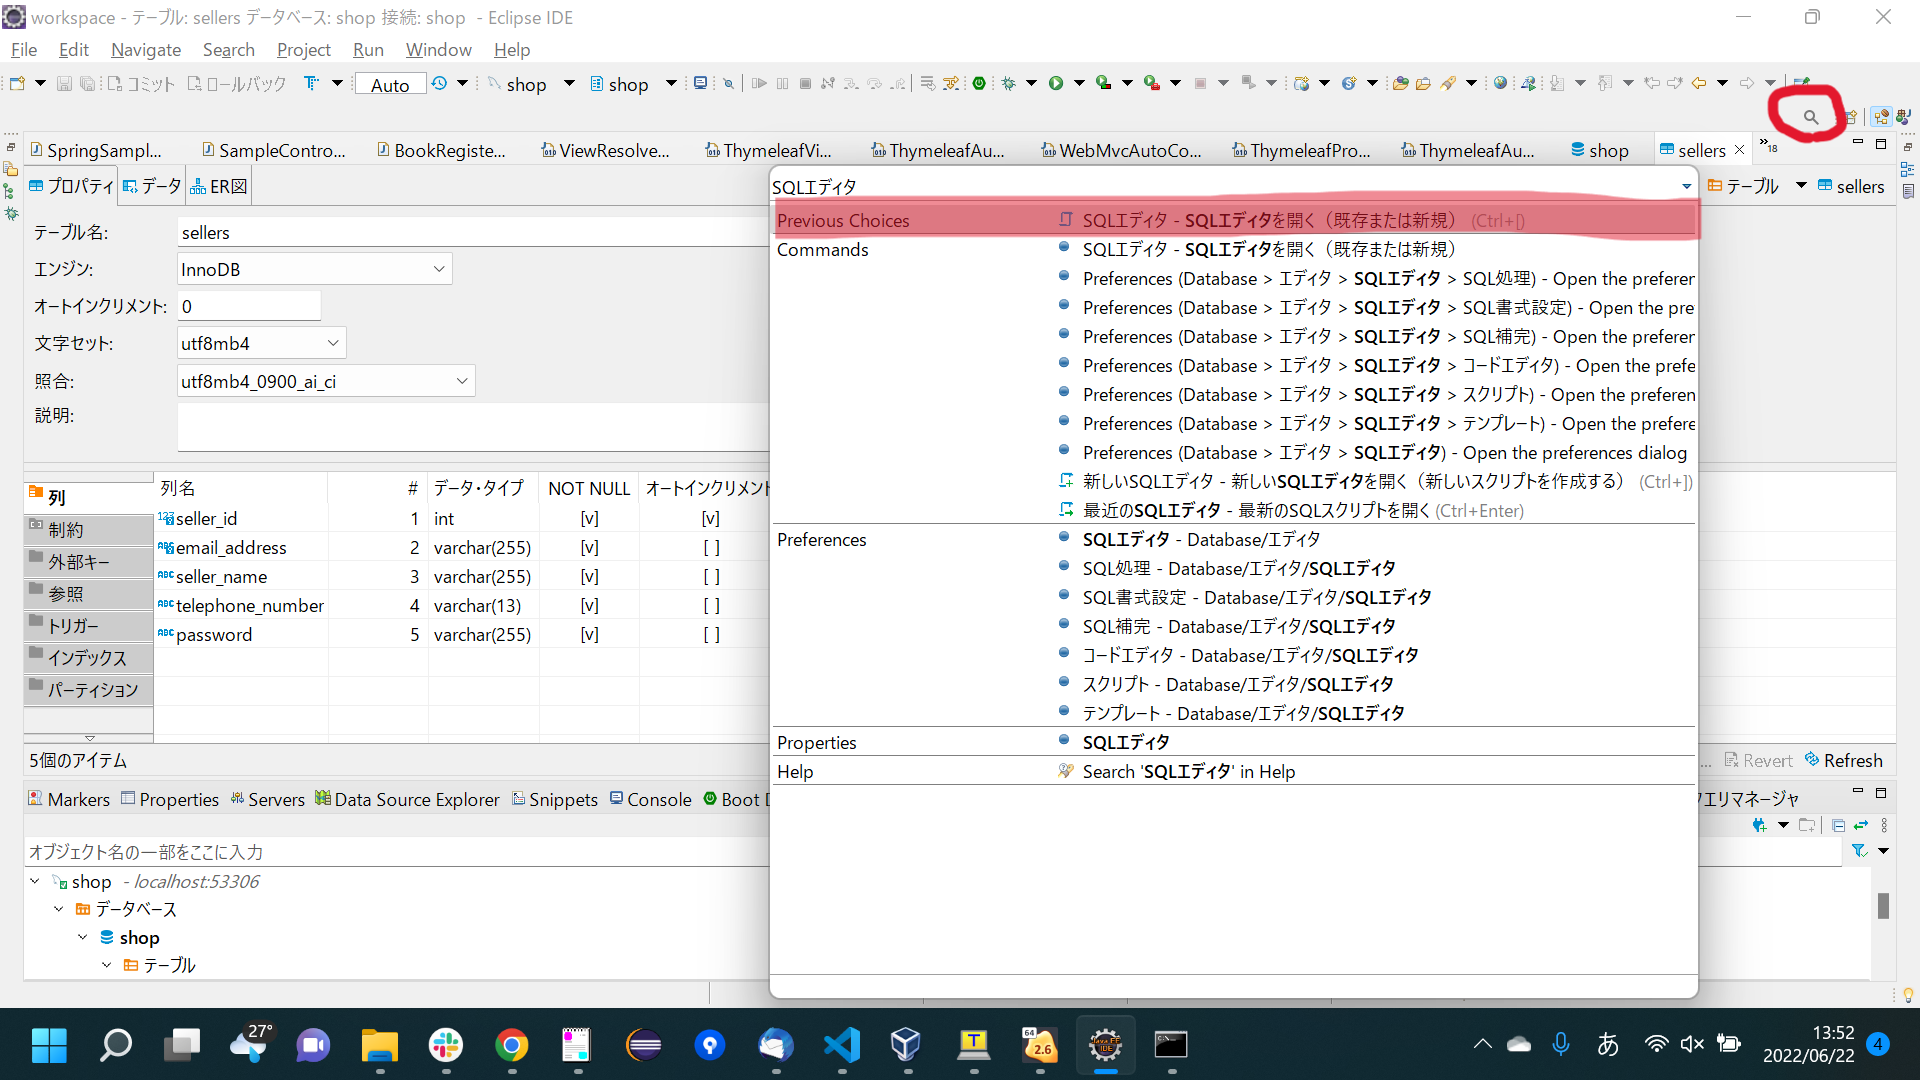 workspace - テーブル: sellers データベース: shop 接続: shop - Eclipse IDE
File Edit Navigate Search Project Run Window Help
コミット ロールバック T Auto shop shop
SpringSampl... SampleContro... BookRegiste... ViewResolve... ThymeleafVi... ThymeleafAu... WebMvcAutoCo... ThymeleafPro... ThymeleafAu... shop sellers »18
プロパティ データ ER図
テーブル sellers
テーブル名: sellers
エンジン: InnoDB
オートインクリメント: 0
文字セット: utf8mb4
照合: utf8mb4_0900_ai_ci
説明:
列
制約
外部キー
参照
トリガー
インデックス
パーティション
列名 # データ・タイプ NOT NULL オートインクリメント
seller_id 1 int [v] [v]
email_address 2 varchar(255) [v] [ ]
seller_name 3 varchar(255) [v] [ ]
telephone_number 4 varchar(13) [v] [ ]
password 5 varchar(255) [v] [ ]
5個のアイテム
... Revert Refresh
SQLエディタ
Previous Choices SQLエディタ - SQLエディタを開く（既存または新規） (Ctrl+[)
Commands SQLエディタ - SQLエディタを開く（既存または新規）
Preferences (Database > エディタ > SQLエディタ > SQL処理) - Open the preferer
Preferences (Database > エディタ > SQLエディタ > SQL書式設定) - Open the pre
Preferences (Database > エディタ > SQLエディタ > SQL補完) - Open the preferer
Preferences (Database > エディタ > SQLエディタ > コードエディタ) - Open the prefe
Preferences (Database > エディタ > SQLエディタ > スクリプト) - Open the preferen
Preferences (Database > エディタ > SQLエディタ > テンプレート) - Open the prefere
Preferences (Database > エディタ > SQLエディタ) - Open the preferences dialog
新しいSQLエディタ - 新しいSQLエディタを開く（新しいスクリプトを作成する） (Ctrl+])
最近のSQLエディタ - 最新のSQLスクリプトを開く (Ctrl+Enter)
Preferences SQLエディタ - Database/エディタ
SQL処理 - Database/エディタ/SQLエディタ
SQL書式設定 - Database/エディタ/SQLエディタ
SQL補完 - Database/エディタ/SQLエディタ
コードエディタ - Database/エディタ/SQLエディタ
スクリプト - Database/エディタ/SQLエディタ
テンプレート - Database/エディタ/SQLエディタ
Properties SQLエディタ
Help Search 'SQLエディタ' in Help
Markers Properties Servers Data Source Explorer Snippets Console Boot D
エリマネージャ
オブジェクト名の一部をここに入力
shop - localhost:53306
データベース
shop
テーブル
27°
T
64 2.6
Java EE IDE
あ
13:52
2022/06/22
4